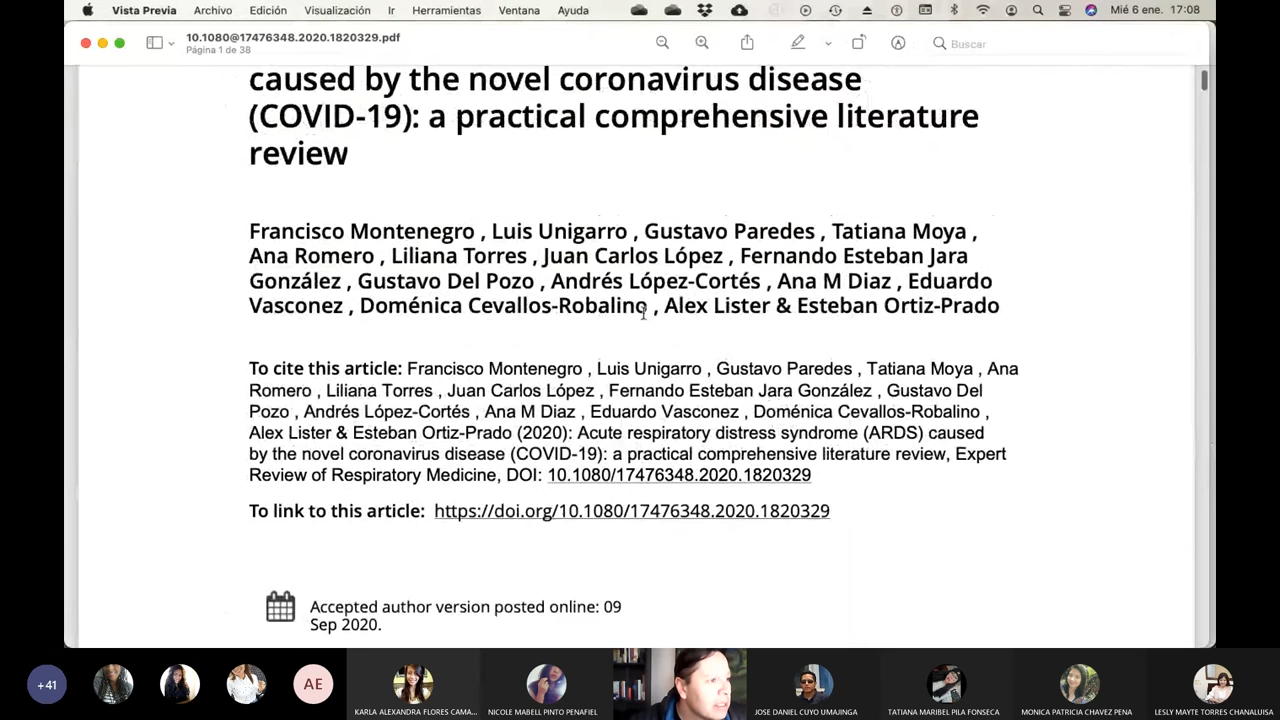 Vista Previa Archivo Edición Visualización Ir Herramientas Ventana Ayuda Mié 6 ene. 17:08
10.1080@17476348.2020.1820329.pdf
Página 1 de 38
Buscar
caused by the novel coronavirus disease
(COVID-19): a practical comprehensive literature
review
Francisco Montenegro , Luis Unigarro , Gustavo Paredes , Tatiana Moya ,
Ana Romero , Liliana Torres , Juan Carlos López , Fernando Esteban Jara
González , Gustavo Del Pozo , Andrés López-Cortés , Ana M Diaz , Eduardo
Vasconez , Doménica Cevallos-Robalino , Alex Lister & Esteban Ortiz-Prado
To cite this article: Francisco Montenegro , Luis Unigarro , Gustavo Paredes , Tatiana Moya , Ana
Romero , Liliana Torres , Juan Carlos López , Fernando Esteban Jara González , Gustavo Del
Pozo , Andrés López-Cortés , Ana M Diaz , Eduardo Vasconez , Doménica Cevallos-Robalino ,
Alex Lister & Esteban Ortiz-Prado (2020): Acute respiratory distress syndrome (ARDS) caused
by the novel coronavirus disease (COVID-19): a practical comprehensive literature review, Expert
Review of Respiratory Medicine, DOI: 10.1080/17476348.2020.1820329
To link to this article: https://doi.org/10.1080/17476348.2020.1820329
Accepted author version posted online: 09
Sep 2020.
+41
AE
KARLA ALEXANDRA FLORES CAMA...
NICOLE MABELL PINTO PENAFIEL
JOSE DANIEL CUYO UMAJINGA
TATIANA MARIBEL PILA FONSECA
MONICA PATRICIA CHAVEZ PENA
LESLY MAYTE TORRES CHANALUISA